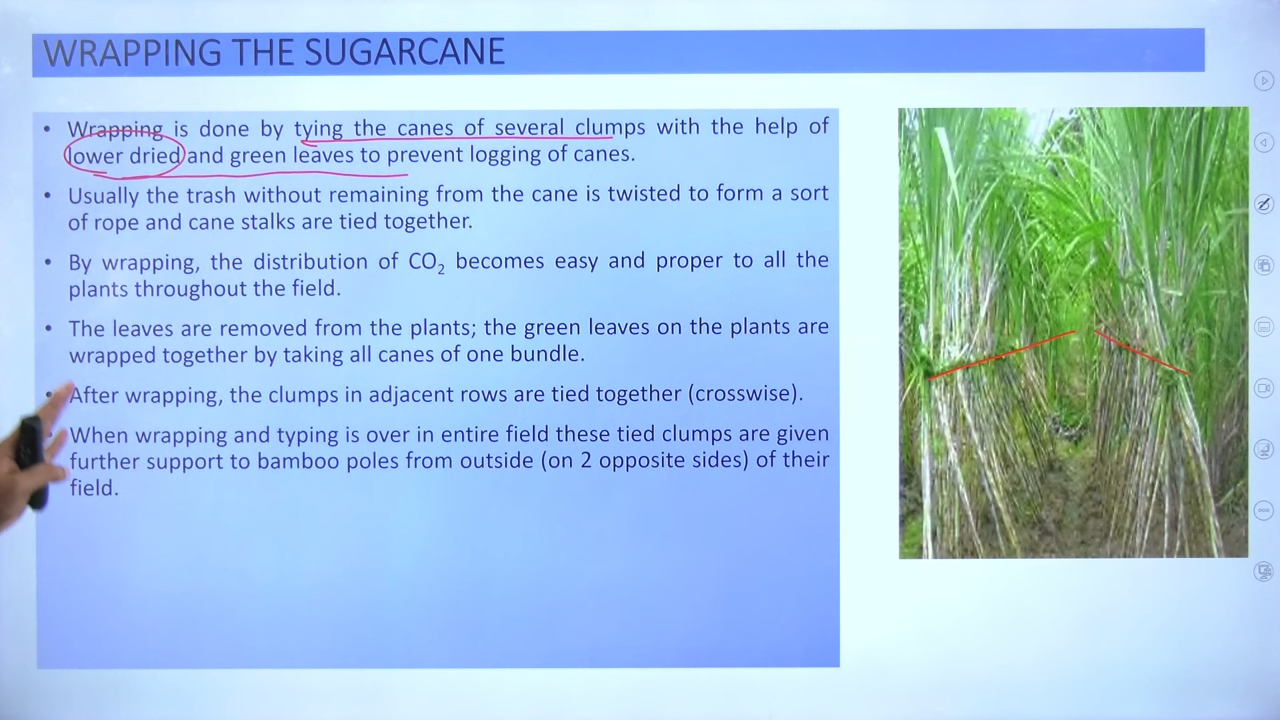 WRAPPING THE SUGARCANE
• Wrapping is done by tying the canes of several clumps with the help of
lower dried and green leaves to prevent logging of canes.
• Usually the trash without remaining from the cane is twisted to form a sort
of rope and cane stalks are tied together.
• By wrapping, the distribution of CO₂ becomes easy and proper to all the
plants throughout the field.
• The leaves are removed from the plants; the green leaves on the plants are
wrapped together by taking all canes of one bundle.
• After wrapping, the clumps in adjacent rows are tied together (crosswise).
• When wrapping and typing is over in entire field these tied clumps are given
further support to bamboo poles from outside (on 2 opposite sides) of their
field.